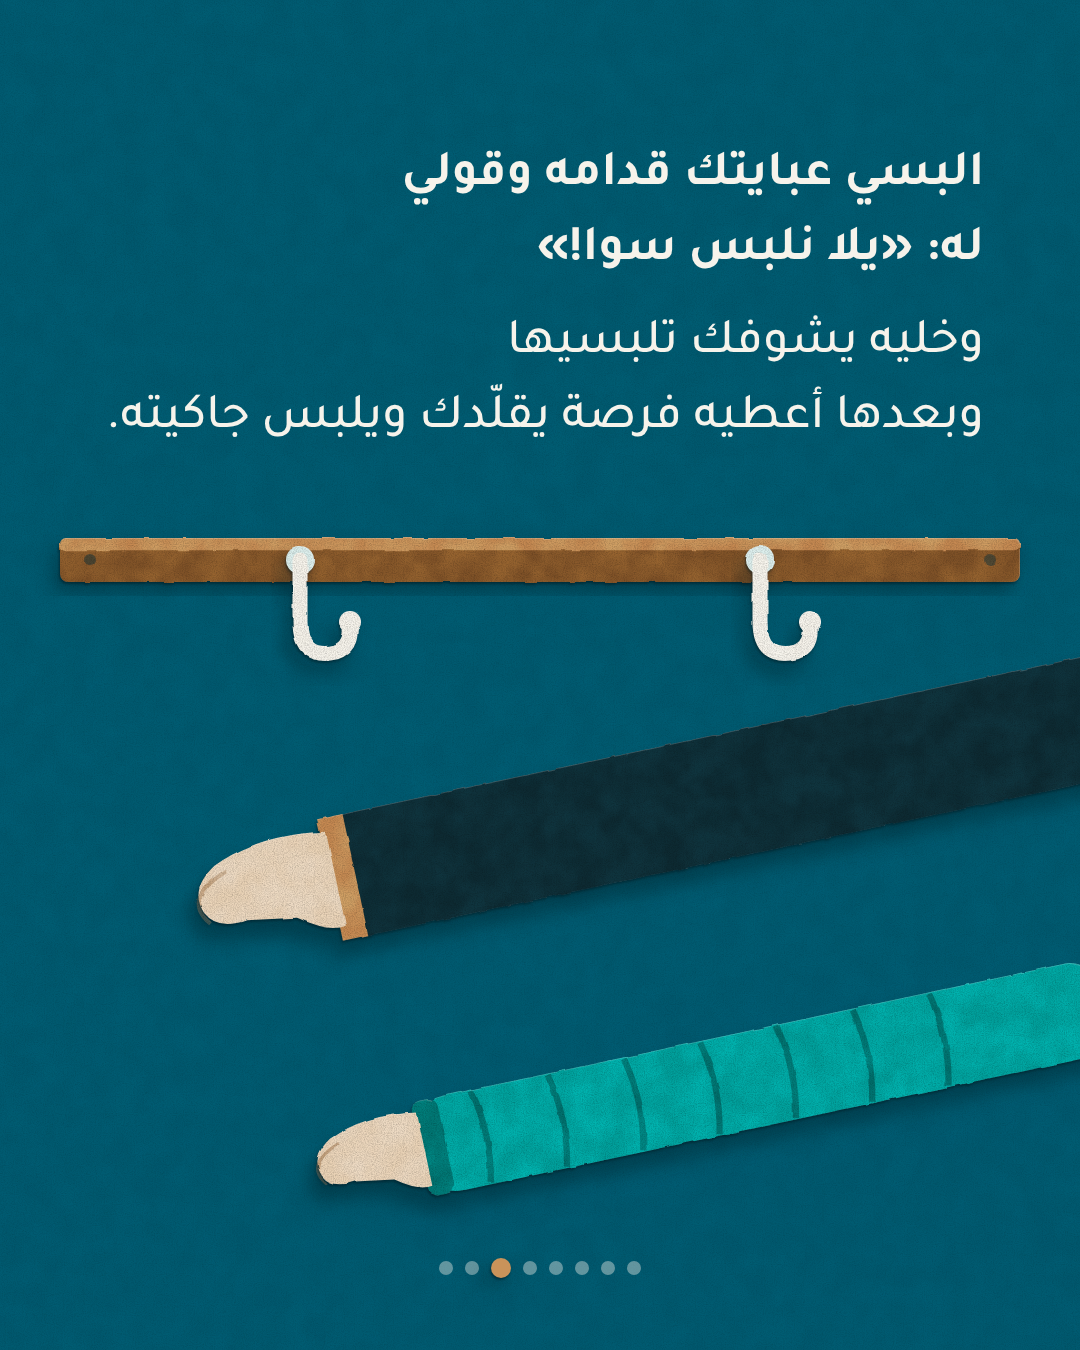 البسي عبايتك قدامه وقولي
له: «يلا نلبس سوا!»
وخليه يشوفك تلبسيها
وبعدها أعطيه فرصة يقلّدك ويلبس جاكيته.